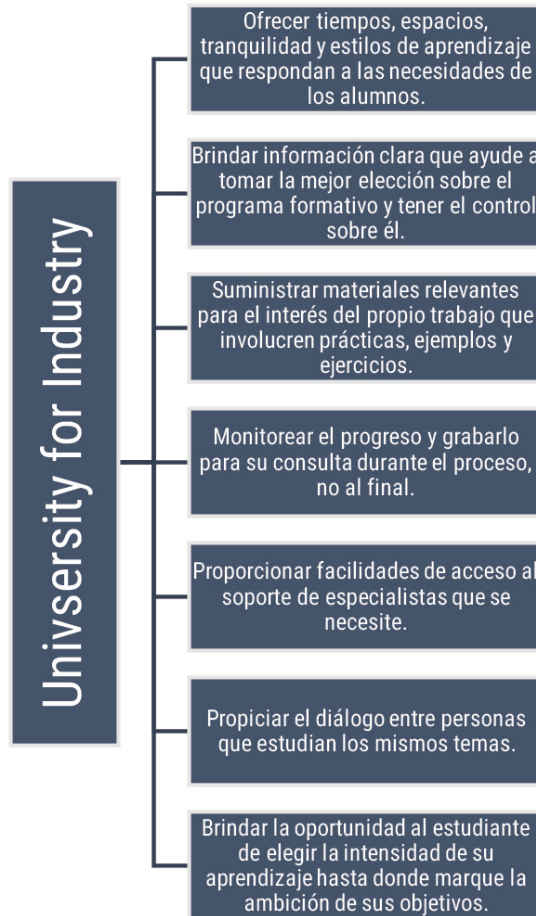 Univsersity for Industry
Ofrecer tiempos, espacios,
tranquilidad y estilos de aprendizaje
que respondan a las necesidades de
los alumnos.
Brindar información clara que ayude a
tomar la mejor elección sobre el
programa formativo y tener el control
sobre él.
Suministrar materiales relevantes
para el interés del propio trabajo que
involucren prácticas, ejemplos y
ejercicios.
Monitorear el progreso y grabarlo
para su consulta durante el proceso,
no al final.
Proporcionar facilidades de acceso al
soporte de especialistas que se
necesite.
Propiciar el diálogo entre personas
que estudian los mismos temas.
Brindar la oportunidad al estudiante
de elegir la intensidad de su
aprendizaje hasta donde marque la
ambición de sus objetivos.